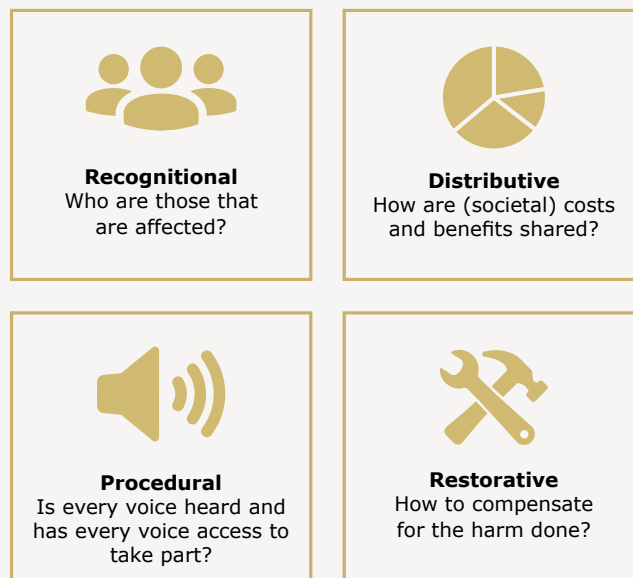 Recognitional
Who are those that
are affected?
Distributive
How are (societal) costs
and benefits shared?
Procedural
Is every voice heard and
has every voice access to
take part?
Restorative
How to compensate
for the harm done?